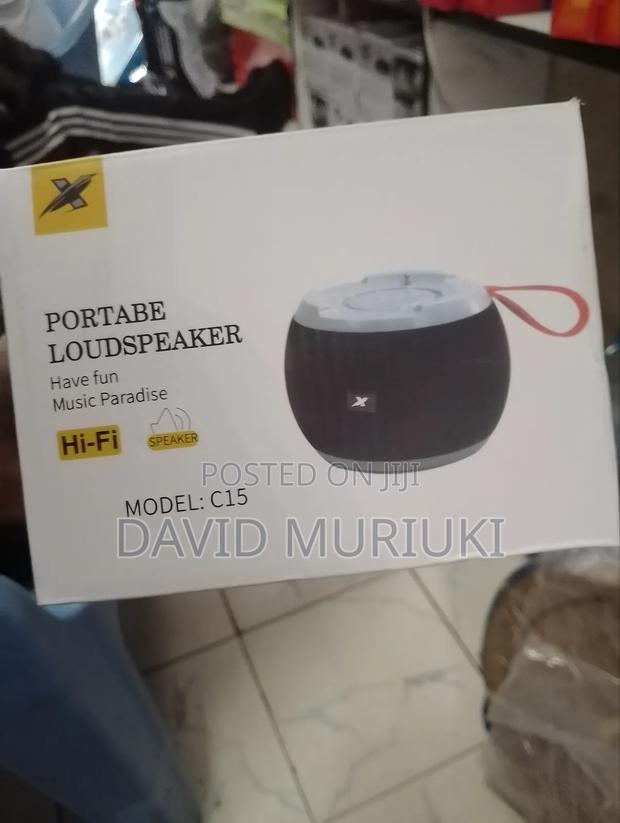 PORTABE
LOUDSPEAKER
Have fun
Music Paradise
Hi-Fi
SPEAKER
MODEL: C15
POSTED ON JIJI
DAVID MURIUKI